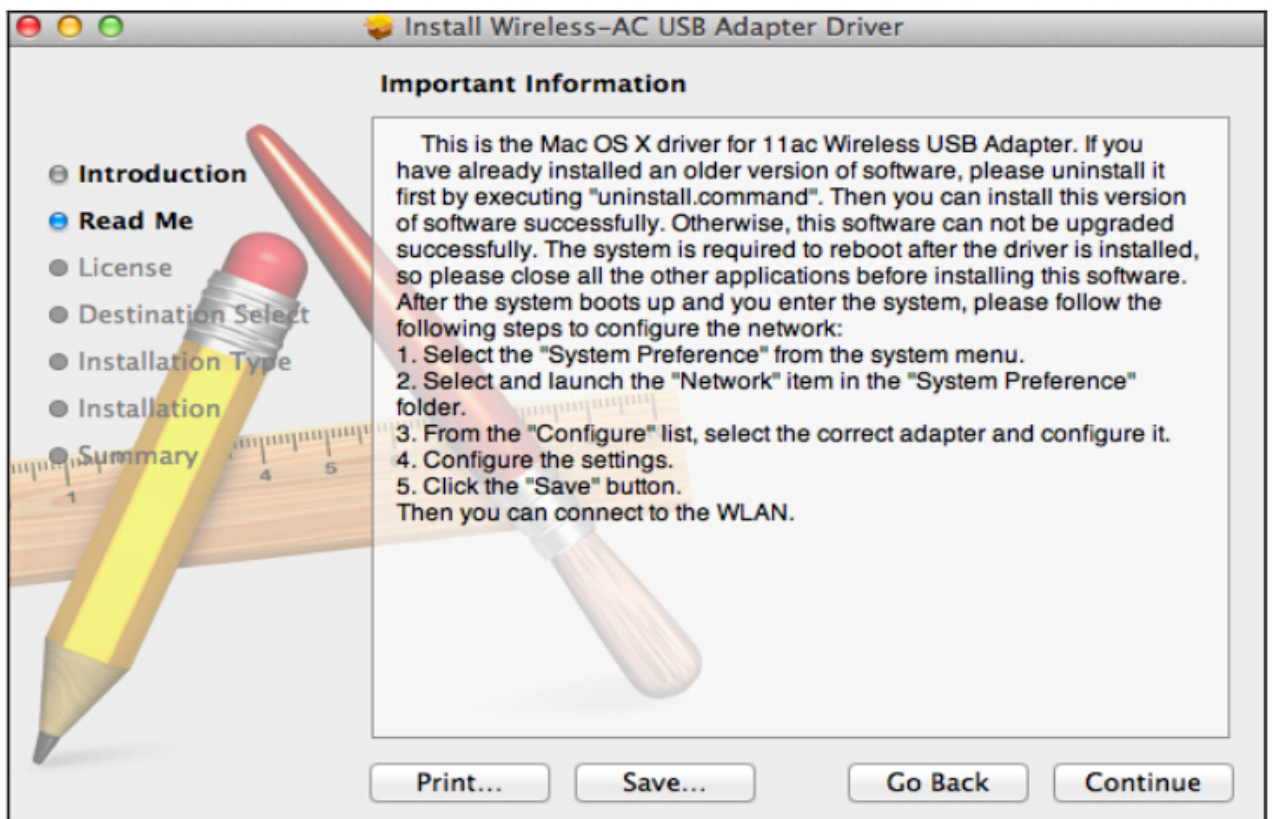 Install Wireless-AC USB Adapter Driver
Important Information
Introduction
Read Me
License
Destination Select
Installation Type
Installation
Summary
1 4 5
This is the Mac OS X driver for 11ac Wireless USB Adapter. If you
have already installed an older version of software, please uninstall it
first by executing "uninstall.command". Then you can install this version
of software successfully. Otherwise, this software can not be upgraded
successfully. The system is required to reboot after the driver is installed,
so please close all the other applications before installing this software.
After the system boots up and you enter the system, please follow the
following steps to configure the network:
1. Select the "System Preference" from the system menu.
2. Select and launch the "Network" item in the "System Preference"
folder.
3. From the "Configure" list, select the correct adapter and configure it.
4. Configure the settings.
5. Click the "Save" button.
Then you can connect to the WLAN.
Print... Save... Go Back Continue